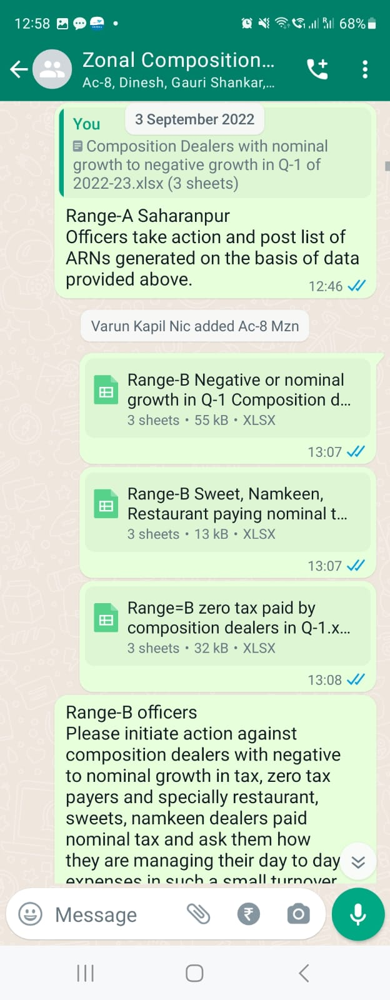 12:58
68%
Zonal Composition...
Ac-8, Dinesh, Gauri Shankar,...
3 September 2022
You
Composition Dealers with nominal
growth to negative growth in Q-1 of
2022-23.xlsx (3 sheets)
Range-A Saharanpur
Officers take action and post list of
ARNs generated on the basis of data
provided above.
12:46
Varun Kapil Nic added Ac-8 Mzn
Range-B Negative or nominal
growth in Q-1 Composition d...
3 sheets • 55 kB • XLSX
13:07
Range-B Sweet, Namkeen,
Restaurant paying nominal t...
3 sheets • 13 kB • XLSX
13:07
Range=B zero tax paid by
composition dealers in Q-1.x...
3 sheets • 32 kB • XLSX
13:08
Range-B officers
Please initiate action against
composition dealers with negative
to nominal growth in tax, zero tax
payers and specially restaurant,
sweets, namkeen dealers paid
nominal tax and ask them how
they are managing their day to day
expenses in such a small turnover
Message